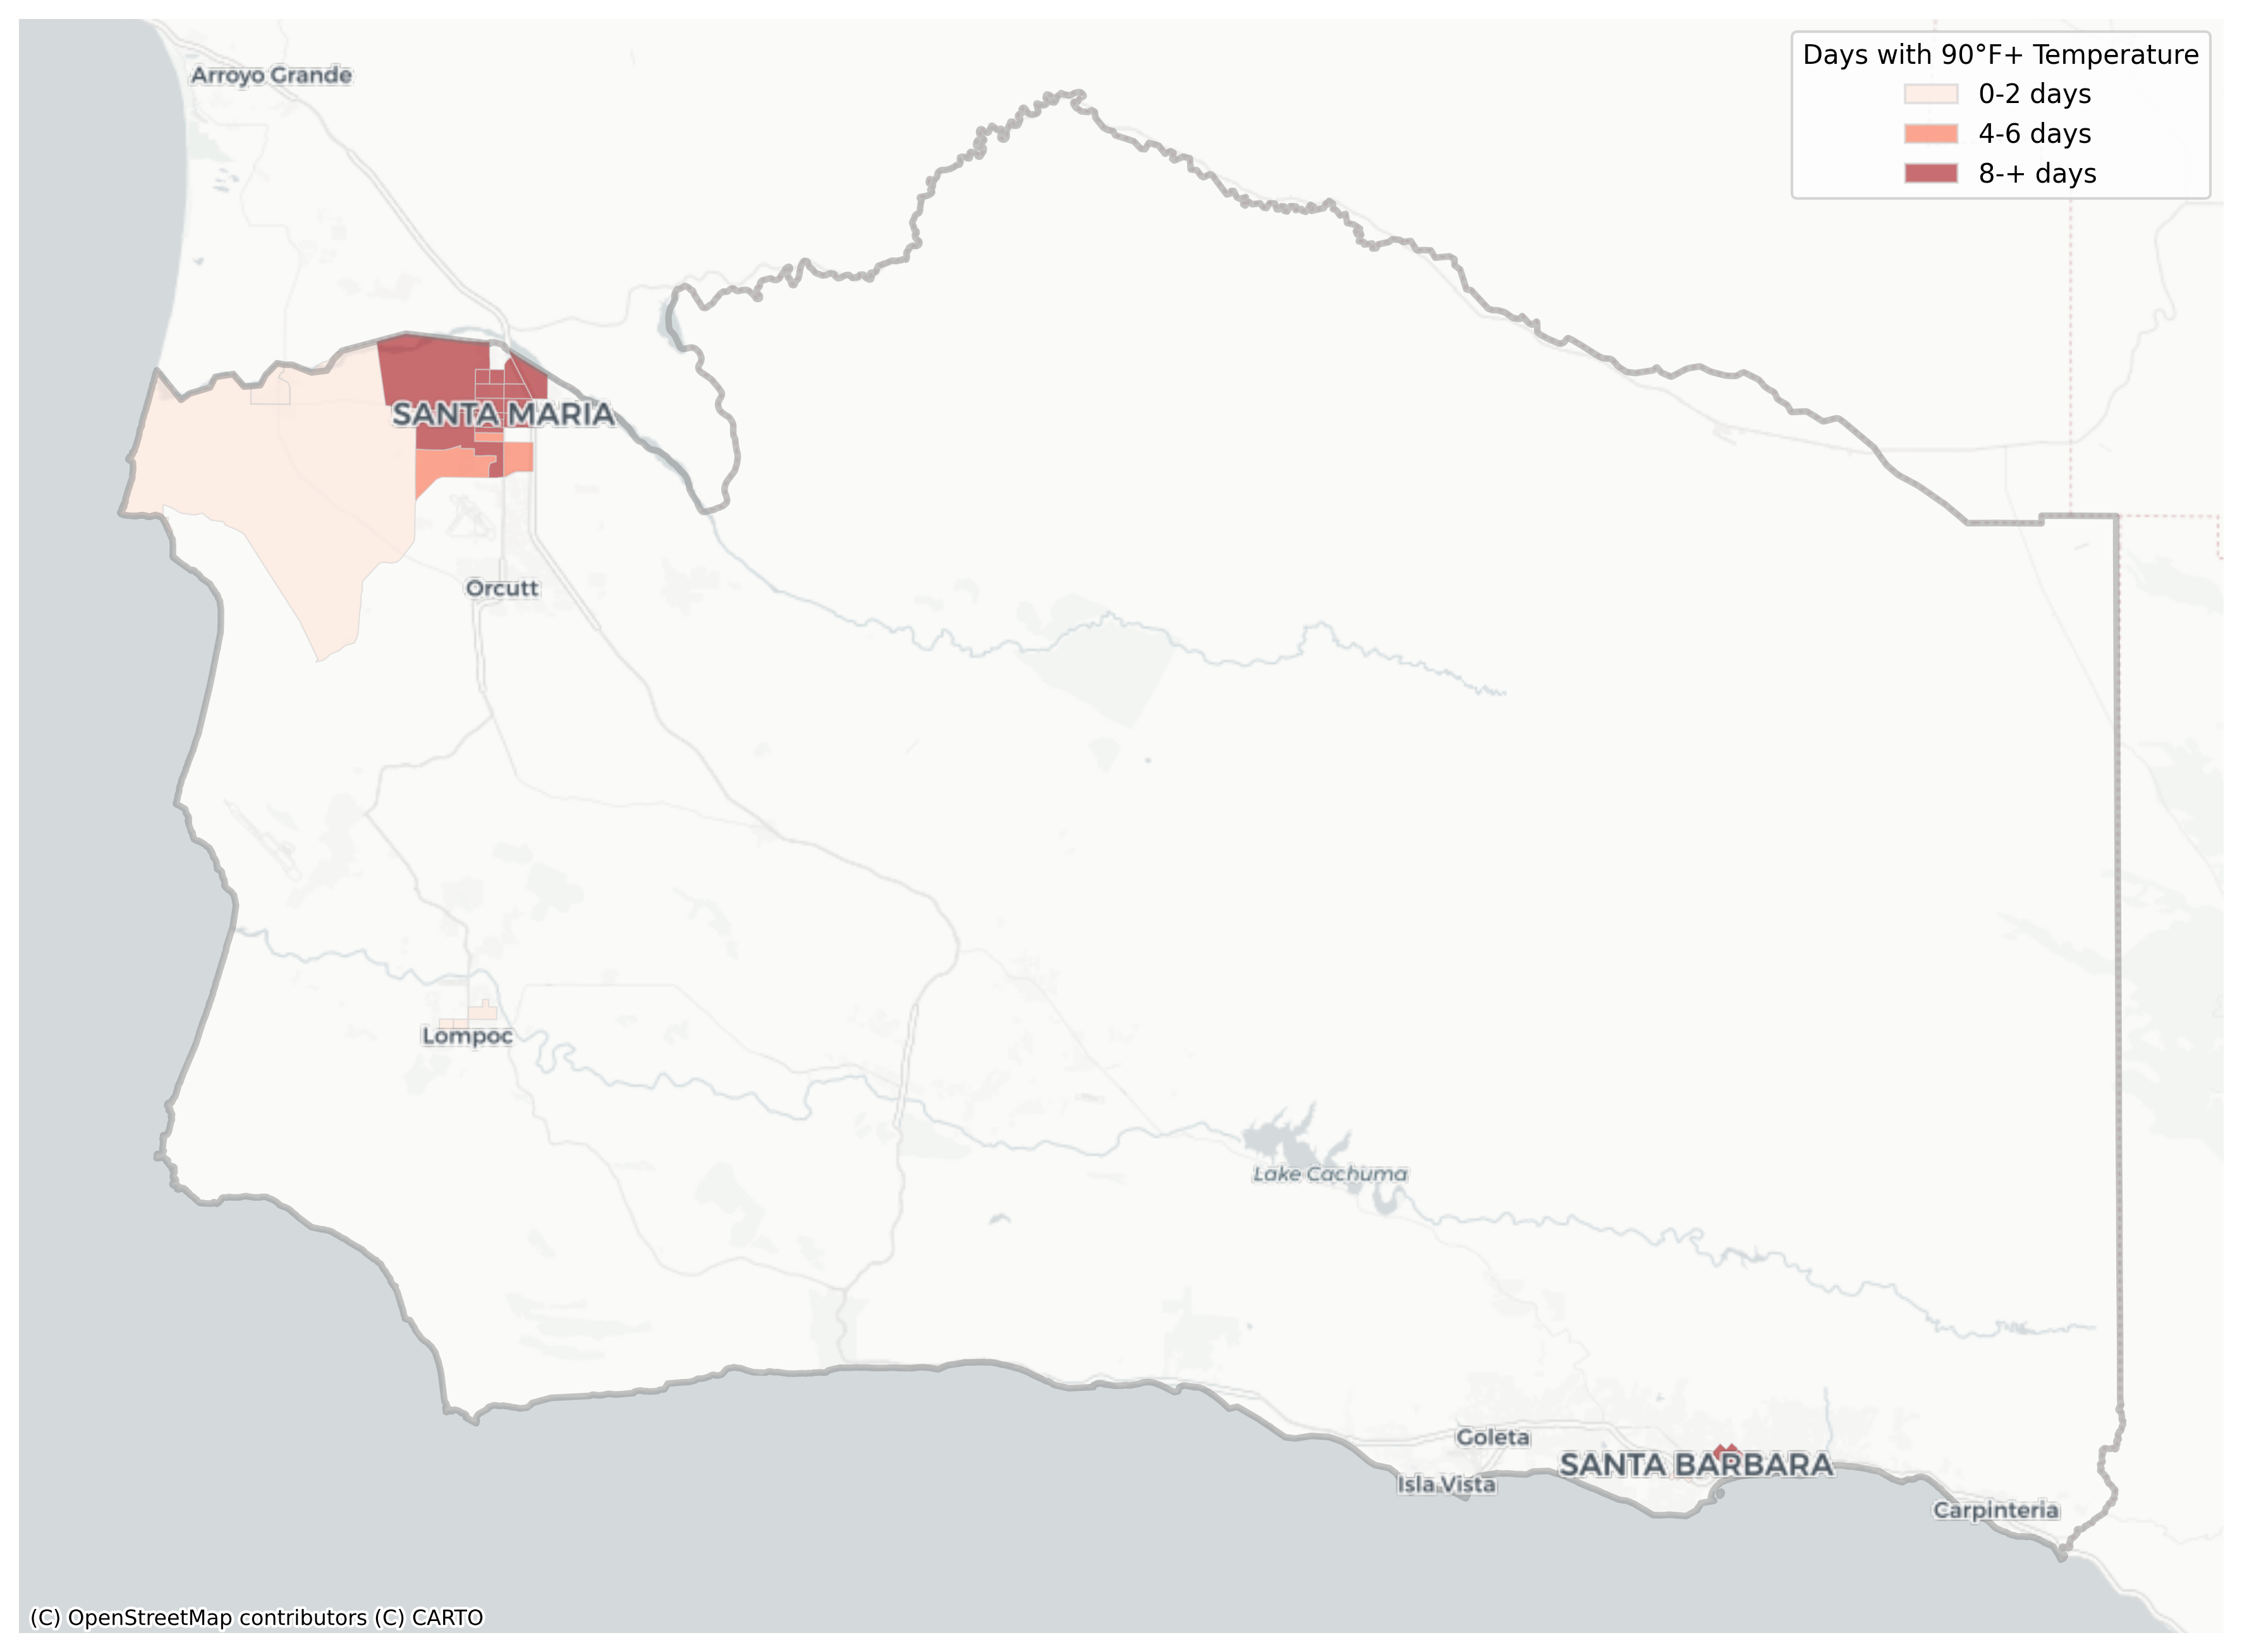 Arroyo Grande
Days with 90°F+ Temperature
0-2 days
4-6 days
8-+ days
SANTA MARIA
Orcutt
Lompoc
Lake Cachuma
Goleta
SANTA BARBARA
Isla Vista
Carpinteria
(C) OpenStreetMap contributors (C) CARTO